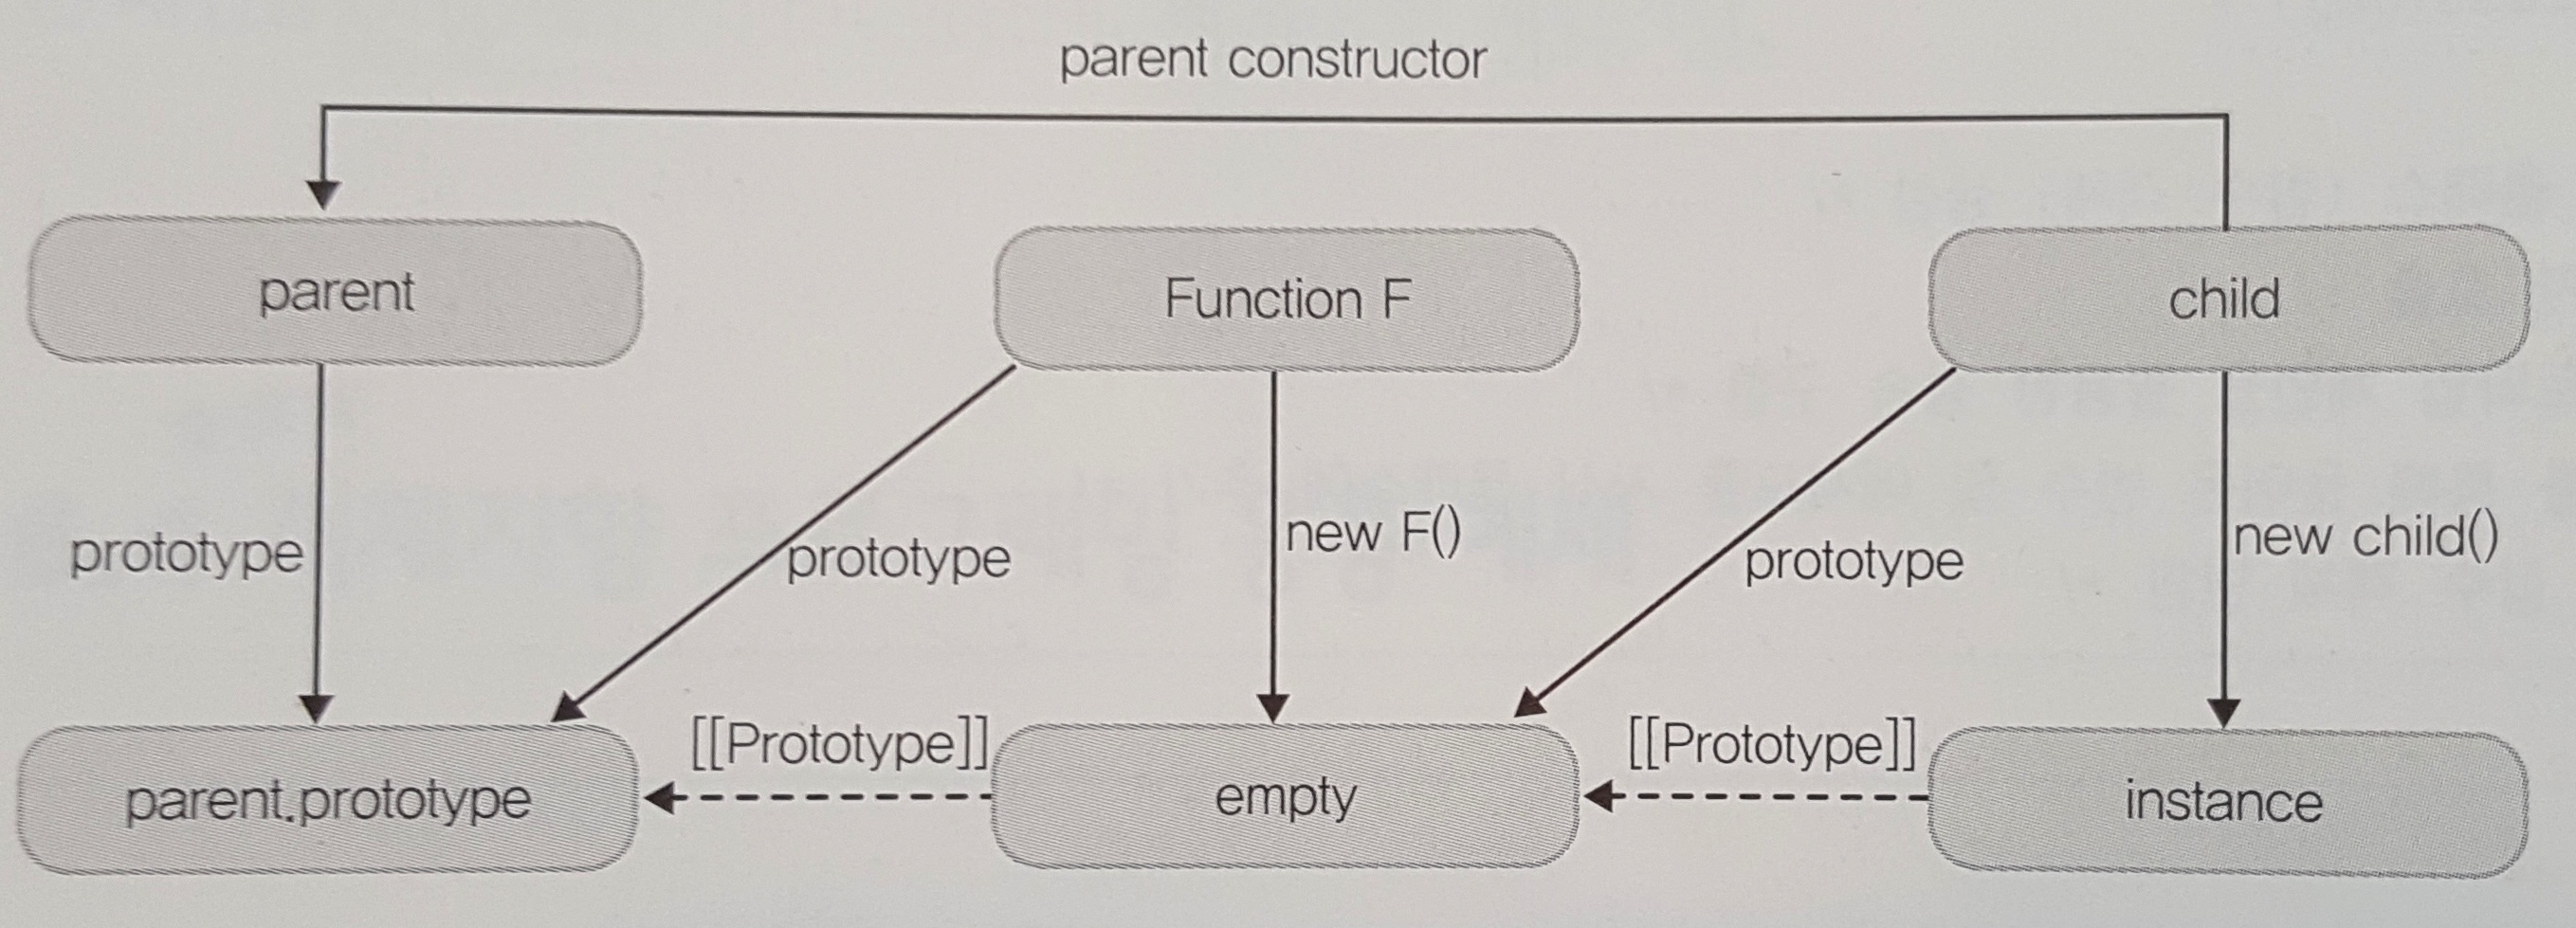 parent constructor
parent
Function F
child
prototype
prototype
new F()
prototype
new child()
[[Prototype]]
[[Prototype]]
parent.prototype
empty
instance